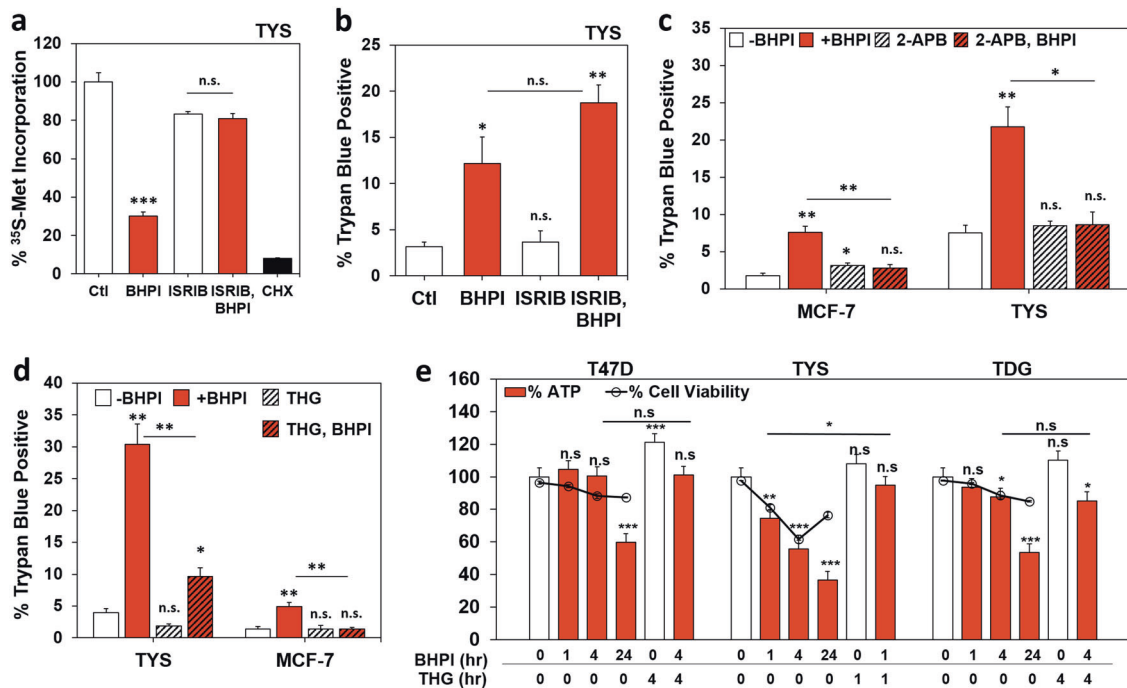 a
TYS
% 35S-Met Incorporation
120
100
80
60
40
20
0
***
n.s.
Ctl BHPI ISRIB ISRIB, BHPI CHX
b
TYS
% Trypan Blue Positive
25
20
15
10
5
0
*
n.s.
n.s.
**
Ctl BHPI ISRIB ISRIB, BHPI
c
-BHPI +BHPI 2-APB 2-APB, BHPI
% Trypan Blue Positive
35
30
25
20
15
10
5
0
**
**
*
n.s.
**
*
n.s.
n.s.
MCF-7 TYS
d
-BHPI +BHPI THG
THG, BHPI
% Trypan Blue Positive
40
35
30
25
20
15
10
5
0
**
**
n.s.
*
**
**
n.s.
n.s.
TYS MCF-7
e
T47D TYS TDG
% ATP % Cell Viability
160
140
120
100
80
60
40
20
0
n.s
n.s
n.s
***
***
n.s
*
**
***
***
n.s
n.s
n.s
n.s
*
***
n.s
*
BHPI (hr) 0 1 4 24 0 4 0 1 4 24 0 1 0 1 4 24 0 4
THG (hr) 0 0 0 0 4 4 0 0 0 0 1 1 0 0 0 0 4 4